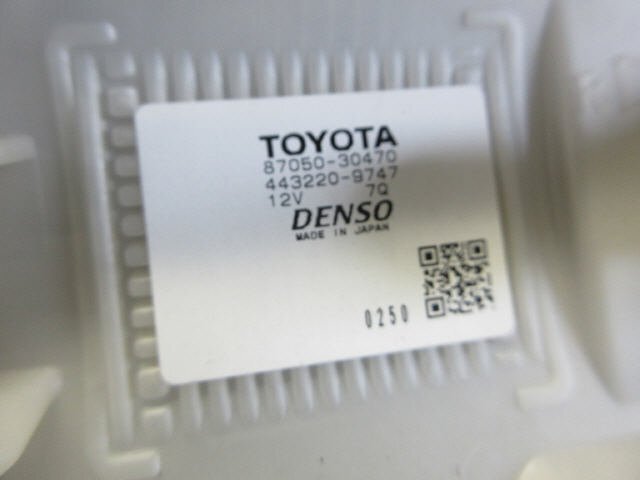 TOYOTA
87050-30470
443220-9747
12V 7Q
DENSO
MADE IN JAPAN
0250